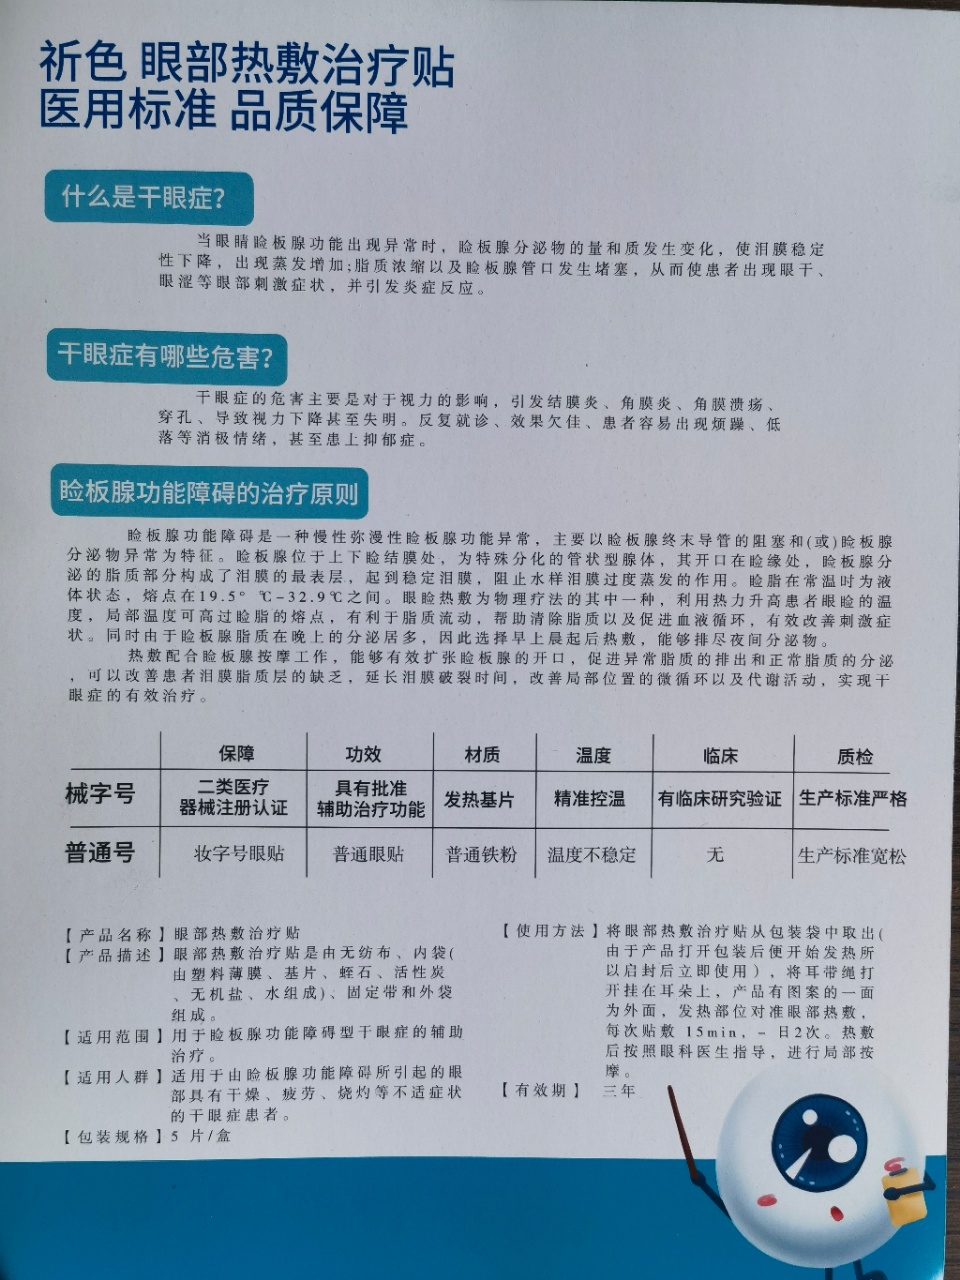 祈色 眼部热敷治疗贴
医用标准 品质保障
什么是干眼症?
当眼睛睑板腺功能出现异常时，睑板腺分泌物的量和质发生变化，使泪膜稳定
性下降，出现蒸发增加;脂质浓缩以及睑板腺管口发生堵塞，从而使患者出现眼干、
眼涩等眼部刺激症状，并引发炎症反应。
干眼症有哪些危害?
干眼症的危害主要是对于视力的影响，引发结膜炎、角膜炎、角膜溃疡、
穿孔、导致视力下降甚至失明。反复就诊、效果欠佳、患者容易出现烦躁、低
落等消极情绪，甚至患上抑郁症。
睑板腺功能障碍的治疗原则
睑板腺功能障碍是一种慢性弥漫性睑板腺功能异常，主要以睑板腺终末导管的阻塞和(或)睑板腺
分泌物异常为特征。睑板腺位于上下睑结膜处，为特殊分化的管状型腺体，其开口在睑缘处，睑板腺分
泌的脂质部分构成了泪膜的最表层，起到稳定泪膜，阻止水样泪膜过度蒸发的作用。睑脂在常温时为液
体状态，熔点在19.5° ℃-32.9℃之间。眼睑热敷为物理疗法的其中一种，利用热力升高患者眼睑的温
度，局部温度可高过睑脂的熔点，有利于脂质流动，帮助清除脂质以及促进血液循环，有效改善刺激症
状。同时由于睑板腺脂质在晚上的分泌居多，因此选择早上晨起后热敷，能够排尽夜间分泌物。
热敷配合睑板腺按摩工作，能够有效扩张睑板腺的开口，促进异常脂质的排出和正常脂质的分泌
，可以改善患者泪膜脂质层的缺乏，延长泪膜破裂时间，改善局部位置的微循环以及代谢活动，实现干
眼症的有效治疗。
保障 功效 材质 温度 临床 质检
械字号 二类医疗器械注册认证 具有批准辅助治疗功能 发热基片 精准控温 有临床研究验证 生产标准严格
普通号 妆字号眼贴 普通眼贴 普通铁粉 温度不稳定 无 生产标准宽松
【产品名称】眼部热敷治疗贴
【产品描述】眼部热敷治疗贴是由无纺布、内袋(
由塑料薄膜、基片、蛭石、活性炭
、无机盐、水组成)、固定带和外袋
组成。
【适用范围】用于睑板腺功能障碍型干眼症的辅助
治疗。
【适用人群】适用于由睑板腺功能障碍所引起的眼
部具有干燥、疲劳、烧灼等不适症状
的干眼症患者。
【包装规格】5 片/盒
【使用方法】将眼部热敷治疗贴从包装袋中取出(
由于产品打开包装后便开始发热所
以启封后立即使用)，将耳带绳打
开挂在耳朵上，产品有图案的一面
为外面，发热部位对准眼部热敷，
每次贴敷 15min，- 日2次。热敷
后按照眼科医生指导，进行局部按
摩。
【有效期】 三年